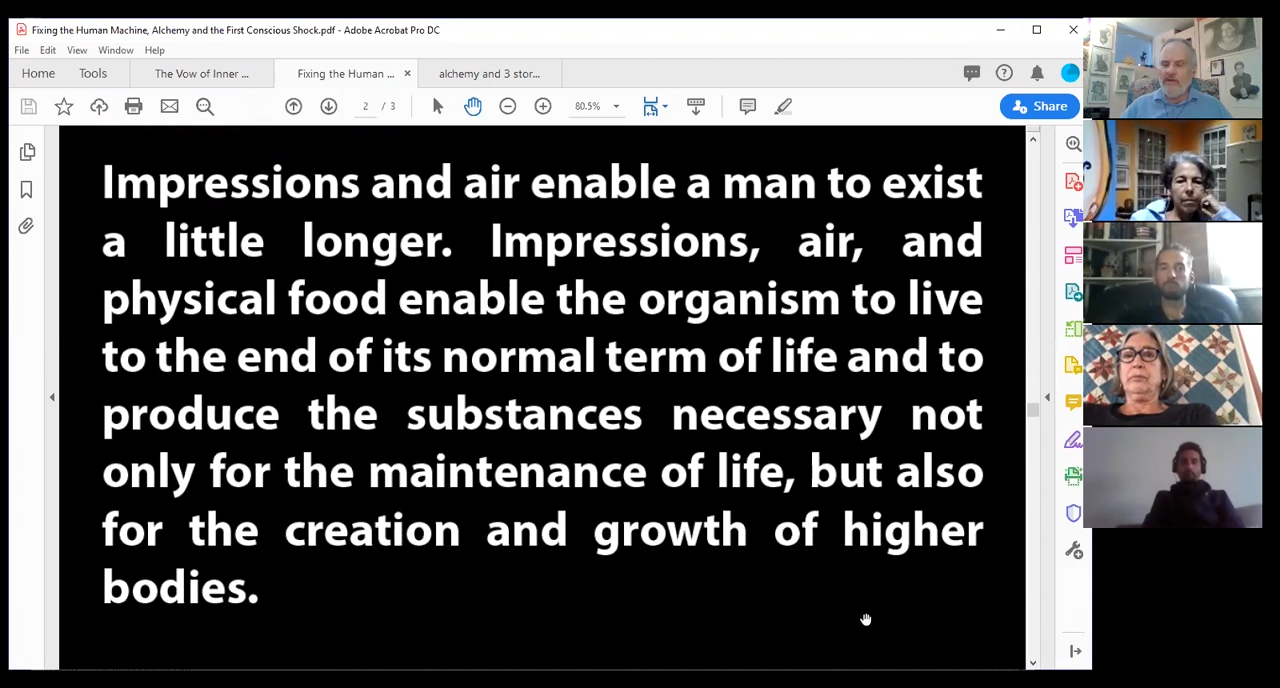 Fixing the Human Machine, Alchemy and the First Conscious Shock.pdf - Adobe Acrobat Pro DC
File Edit View Window Help
Home Tools The Vow of Inner ... Fixing the Human ... × alchemy and 3 stor...
2 / 3 80.5% Share
Impressions and air enable a man to exist
a little longer. Impressions, air, and
physical food enable the organism to live
to the end of its normal term of life and to
produce the substances necessary not
only for the maintenance of life, but also
for the creation and growth of higher
bodies.